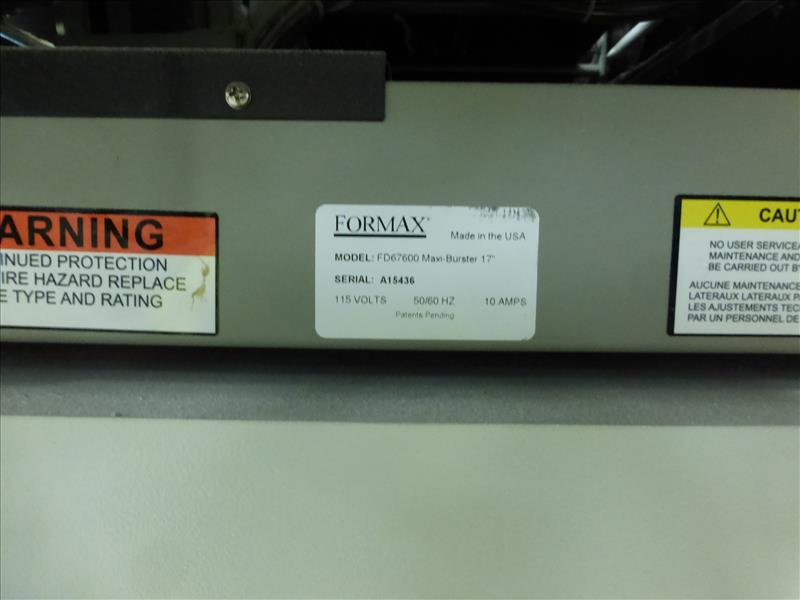 ARNING
INUED PROTECTION
IRE HAZARD REPLACE
E TYPE AND RATING
FORMAX®
Made in the USA
MODEL: FD67600 Maxi-Burster 17"
SERIAL: A15436
115 VOLTS 50/60 HZ 10 AMPS
Patents Pending
CAUT
NO USER SERVICEA
MAINTENANCE AND
BE CARRIED OUT B
AUCUNE MAINTENANCE
LATERAUX LATERAUX P
LES AJUSTEMENTS TEC
PAR UN PERSONNEL DE